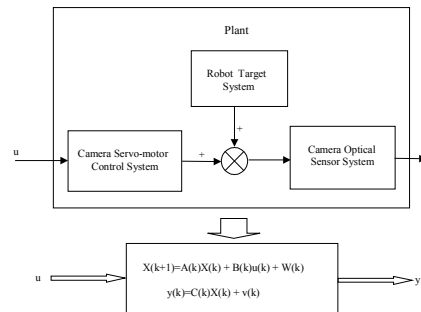 Plant
Robot Target
System
u
Camera Servo-motor
Control System
+
+
Camera Optical
Sensor System
u
X(k+1)=A(k)X(k) + B(k)u(k) + W(k)
y(k)=C(k)X(k) + v(k)
y